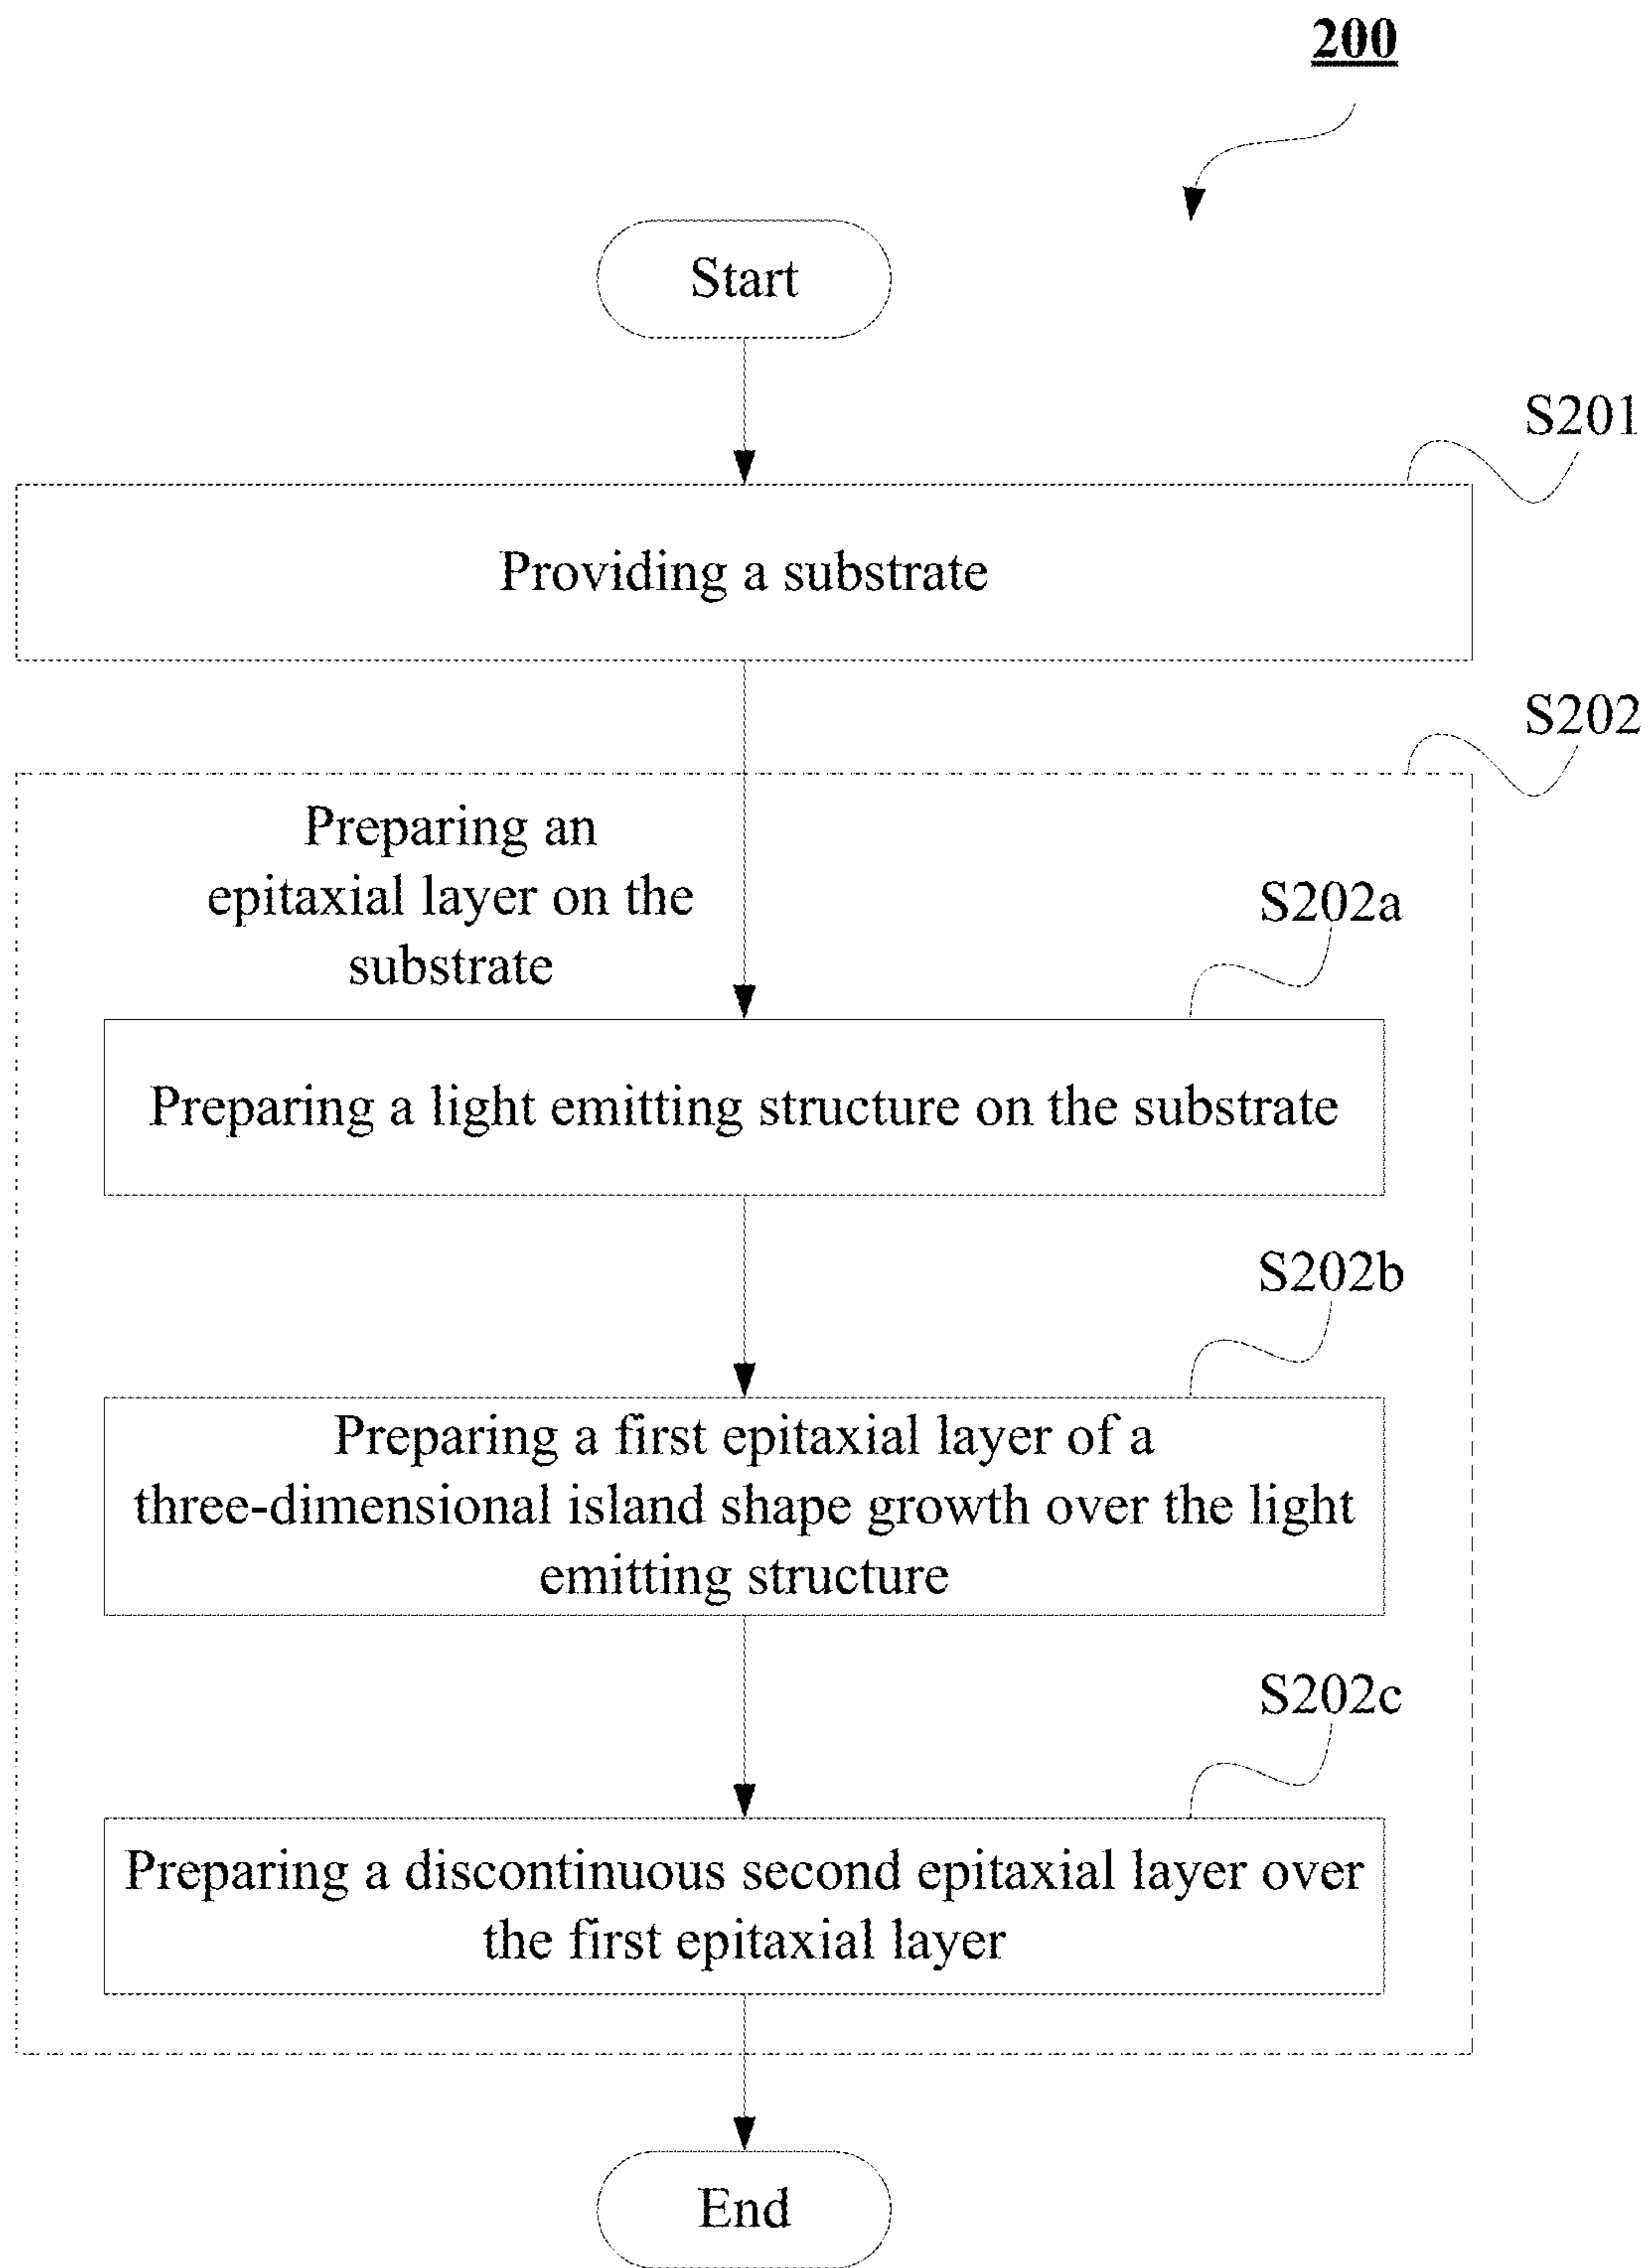 200
Start
S201
Providing a substrate
S202
Preparing an
epitaxial layer on the
substrate
S202a
Preparing a light emitting structure on the substrate
S202b
Preparing a first epitaxial layer of a
three-dimensional island shape growth over the light
emitting structure
S202c
Preparing a discontinuous second epitaxial layer over
the first epitaxial layer
End